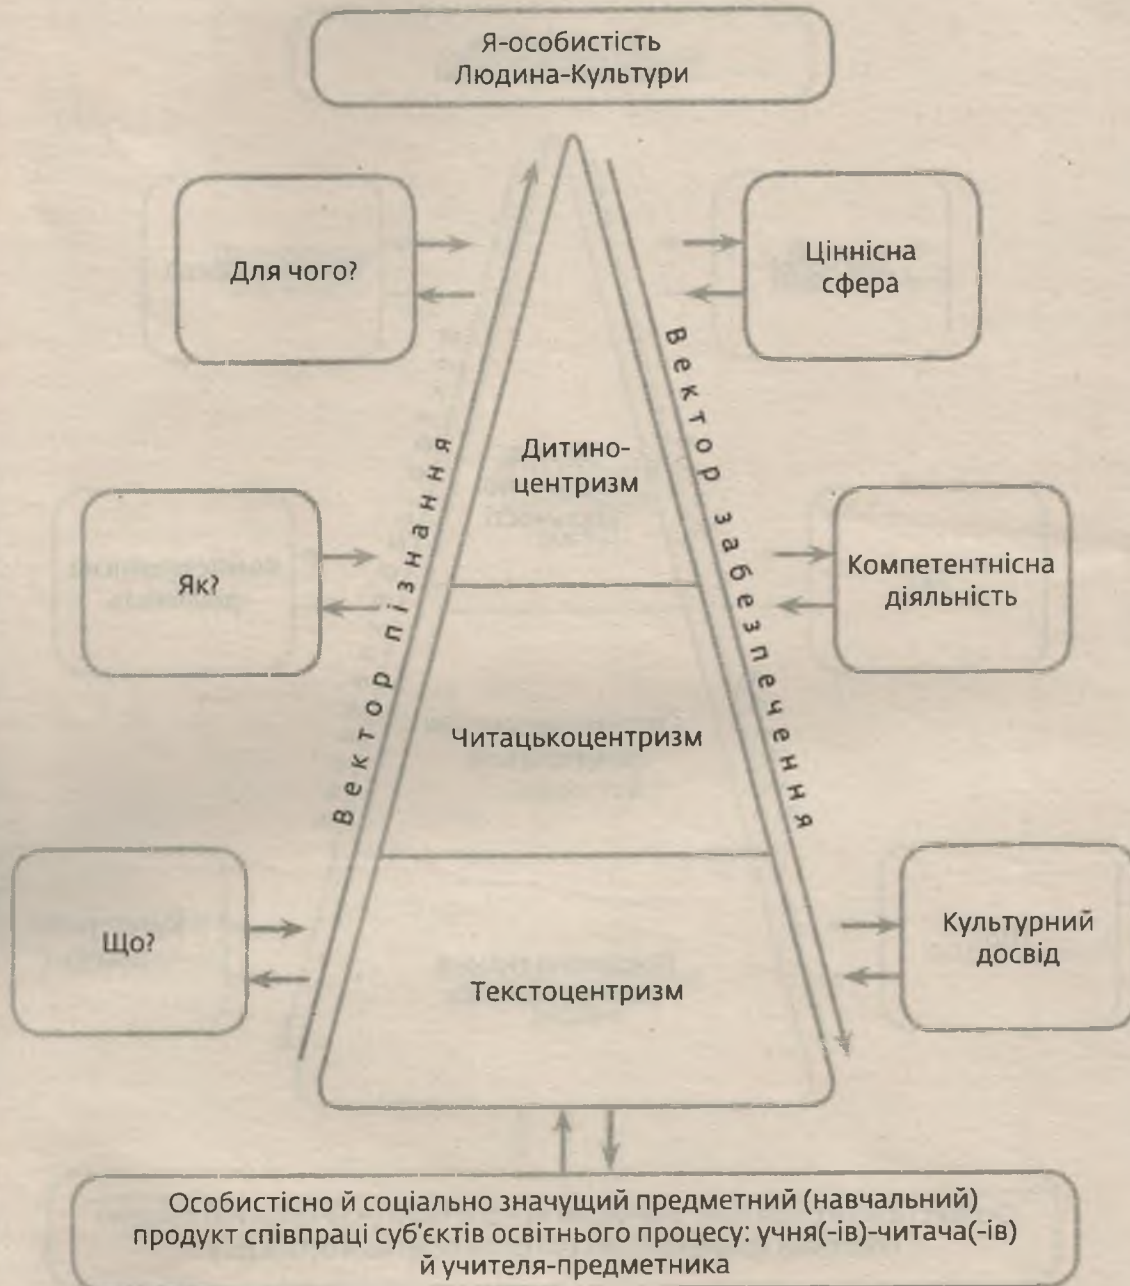 Я-особистість
Людина-Культури
Для чого?
Ціннісна
сфера
Вектор пізнання
Вектор забезпечення
Дитино-
центризм
Як?
Компетентнісна
діяльність
Читацькоцентризм
Що?
Культурний
досвід
Текстоцентризм
Особистісно й соціально значущий предметний (навчальний)
продукт співпраці суб'єктів освітнього процесу: учня(-ів)-читача(-ів)
й учителя-предметника